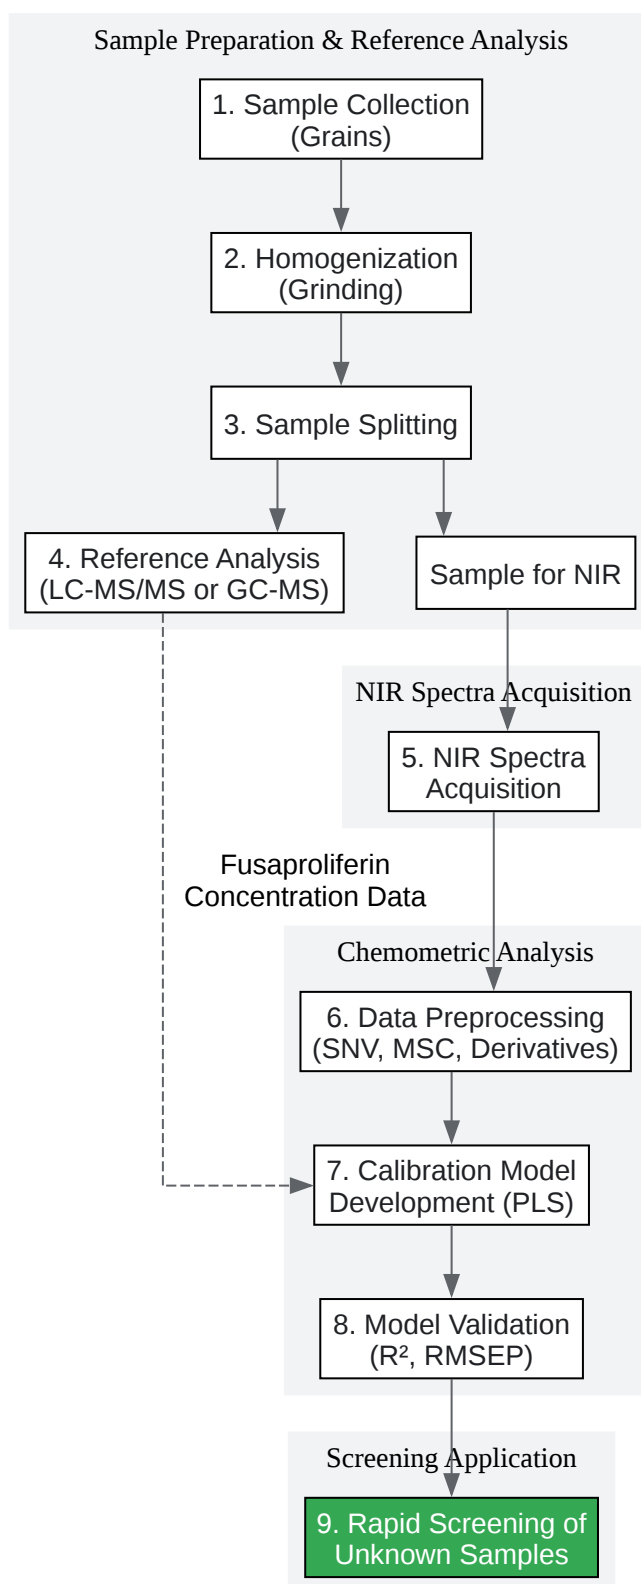 Sample Preparation & Reference Analysis
1. Sample Collection
(Grains)
2. Homogenization
(Grinding)
3. Sample Splitting
4. Reference Analysis
(LC-MS/MS or GC-MS)
Sample for NIR
NIR Spectra Acquisition
5. NIR Spectra
Acquisition
Fusaproliferin
Concentration Data
Chemometric Analysis
6. Data Preprocessing
(SNV, MSC, Derivatives)
7. Calibration Model
Development (PLS)
8. Model Validation
(R², RMSEP)
Screening Application
9. Rapid Screening of
Unknown Samples